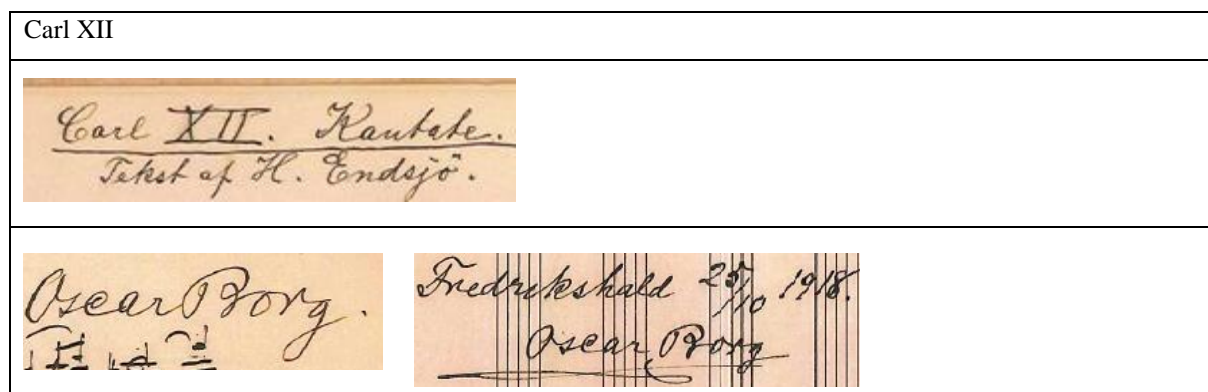 Carl XII
Carl XII. Kantate.
Tekst af H. Endsjö.
Oscar Borg.
Fredrikshald 25/10 1918.
Oscar Borg